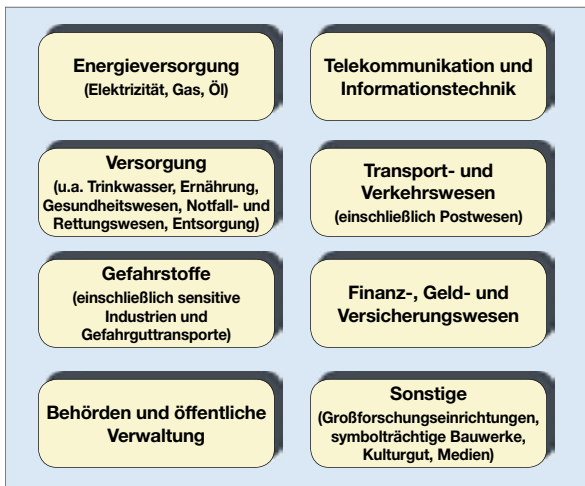 Energieversorgung
(Elektrizität, Gas, Öl)
Telekommunikation und
Informationstechnik
Versorgung
(u.a. Trinkwasser, Ernährung,
Gesundheitswesen, Notfall- und
Rettungswesen, Entsorgung)
Transport- und
Verkehrswesen
(einschließlich Postwesen)
Gefahrstoffe
(einschließlich sensitive
Industrien und
Gefahrguttransporte)
Finanz-, Geld- und
Versicherungswesen
Behörden und öffentliche
Verwaltung
Sonstige
(Großforschungseinrichtungen,
symbolträchtige Bauwerke,
Kulturgut, Medien)